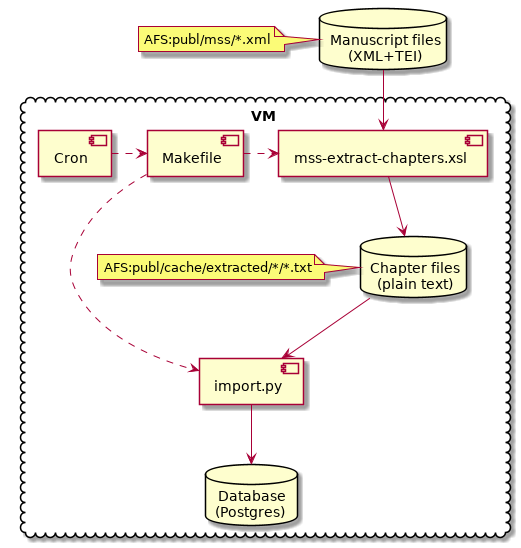 AFS:publ/mss/*.xml
Manuscript files
(XML+TEI)
VM
Cron
Makefile
mss-extract-chapters.xsl
AFS:publ/cache/extracted/*/*.txt
Chapter files
(plain text)
import.py
Database
(Postgres)